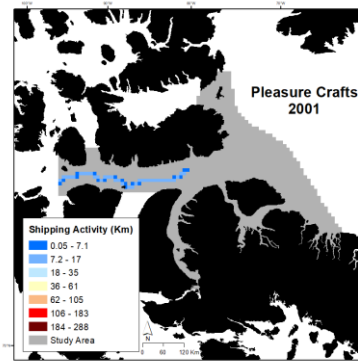 Pleasure Crafts
2001
Shipping Activity (Km)
0.05 - 7.1
7.2 - 17
18 - 35
36 - 61
62 - 105
106 - 183
184 - 288
Study Area
N
0 60 120 Km